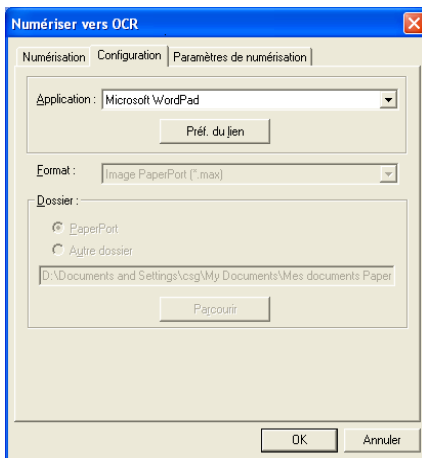 Numériser vers OCR
Numérisation Configuration Paramètres de numérisation
Application : Microsoft WordPad
Préf. du lien
Format : Image PaperPort (*.max)
Dossier :
PaperPort
Autre dossier
D:\Documents and Settings\csg\My Documents\Mes documents Paper
Parcourir
OK Annuler